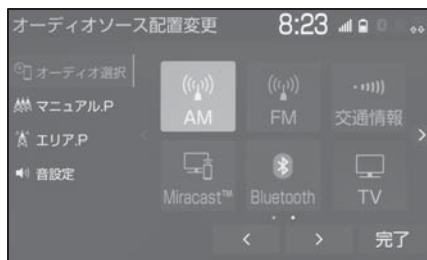 オーディオソース配置変更 8:23
オーディオ選択
マニュアル.P
エリア.P
音設定
AM FM 交通情報
Miracast™ Bluetooth TV
< > 完了